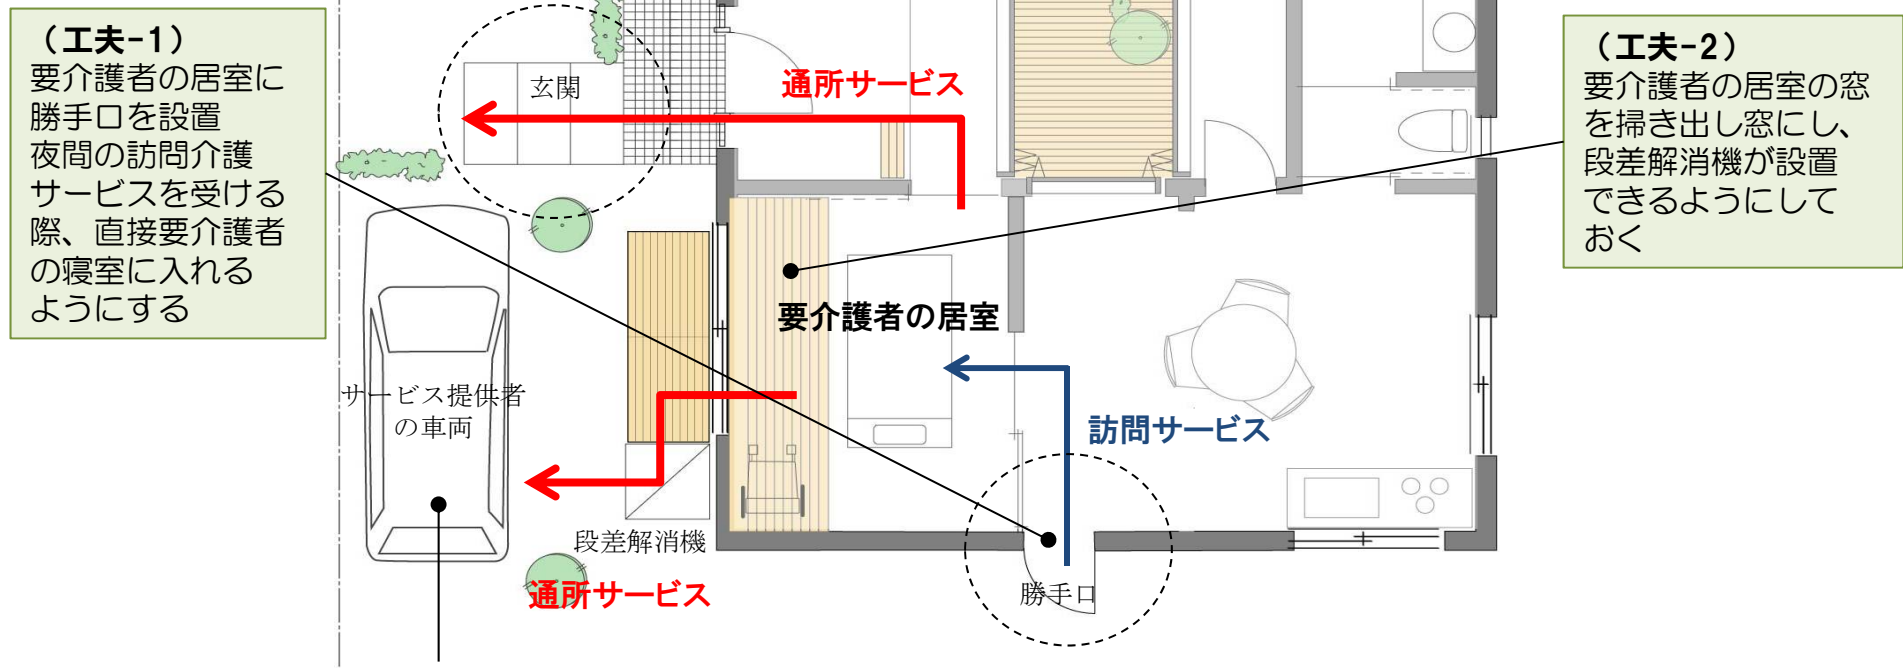 （工夫-1）
要介護者の居室に
勝手口を設置
夜間の訪問介護
サービスを受ける
際、直接要介護者
の寝室に入れる
ようにする
玄関
通所サービス
（工夫-2）
要介護者の居室の窓
を掃き出し窓にし、
段差解消機が設置
できるようにして
おく
要介護者の居室
サービス提供者
の車両
訪問サービス
段差解消機
通所サービス
勝手口